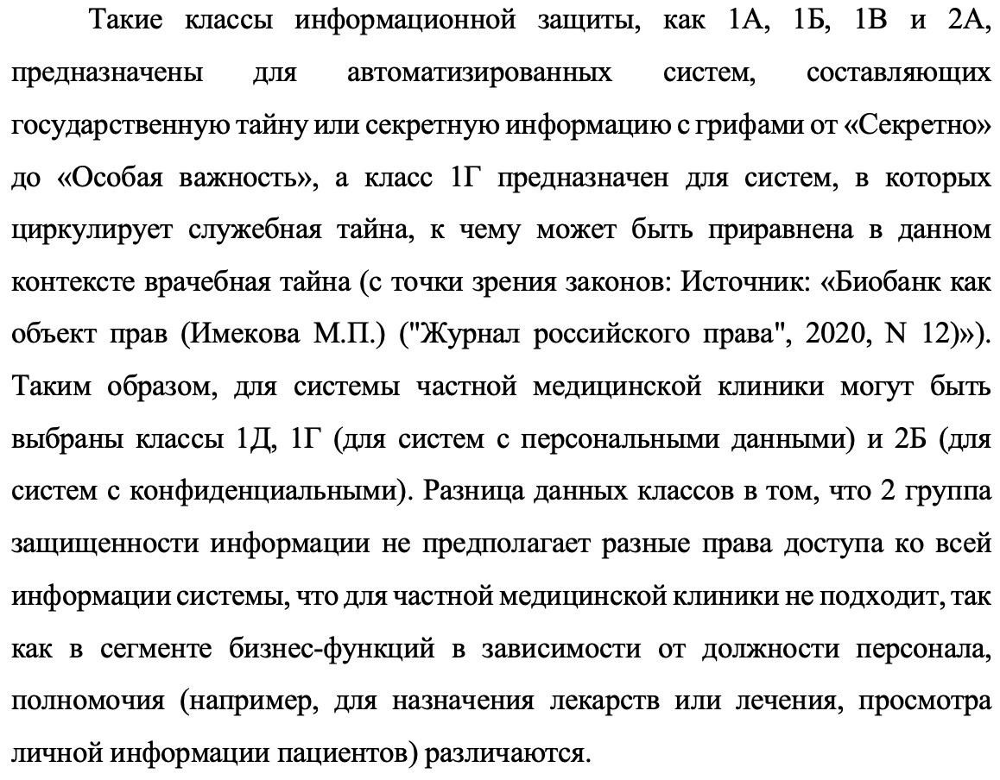 Такие классы информационной защиты, как 1А, 1Б, 1В и 2А,
предназначены для автоматизированных систем, составляющих
государственную тайну или секретную информацию с грифами от «Секретно»
до «Особая важность», а класс 1Г предназначен для систем, в которых
циркулирует служебная тайна, к чему может быть приравнена в данном
контексте врачебная тайна (с точки зрения законов: Источник: «Биобанк как
объект прав (Имекова М.П.) ("Журнал российского права", 2020, N 12)»).
Таким образом, для системы частной медицинской клиники могут быть
выбраны классы 1Д, 1Г (для систем с персональными данными) и 2Б (для
систем с конфиденциальными). Разница данных классов в том, что 2 группа
защищенности информации не предполагает разные права доступа ко всей
информации системы, что для частной медицинской клиники не подходит, так
как в сегменте бизнес-функций в зависимости от должности персонала,
полномочия (например, для назначения лекарств или лечения, просмотра
личной информации пациентов) различаются.